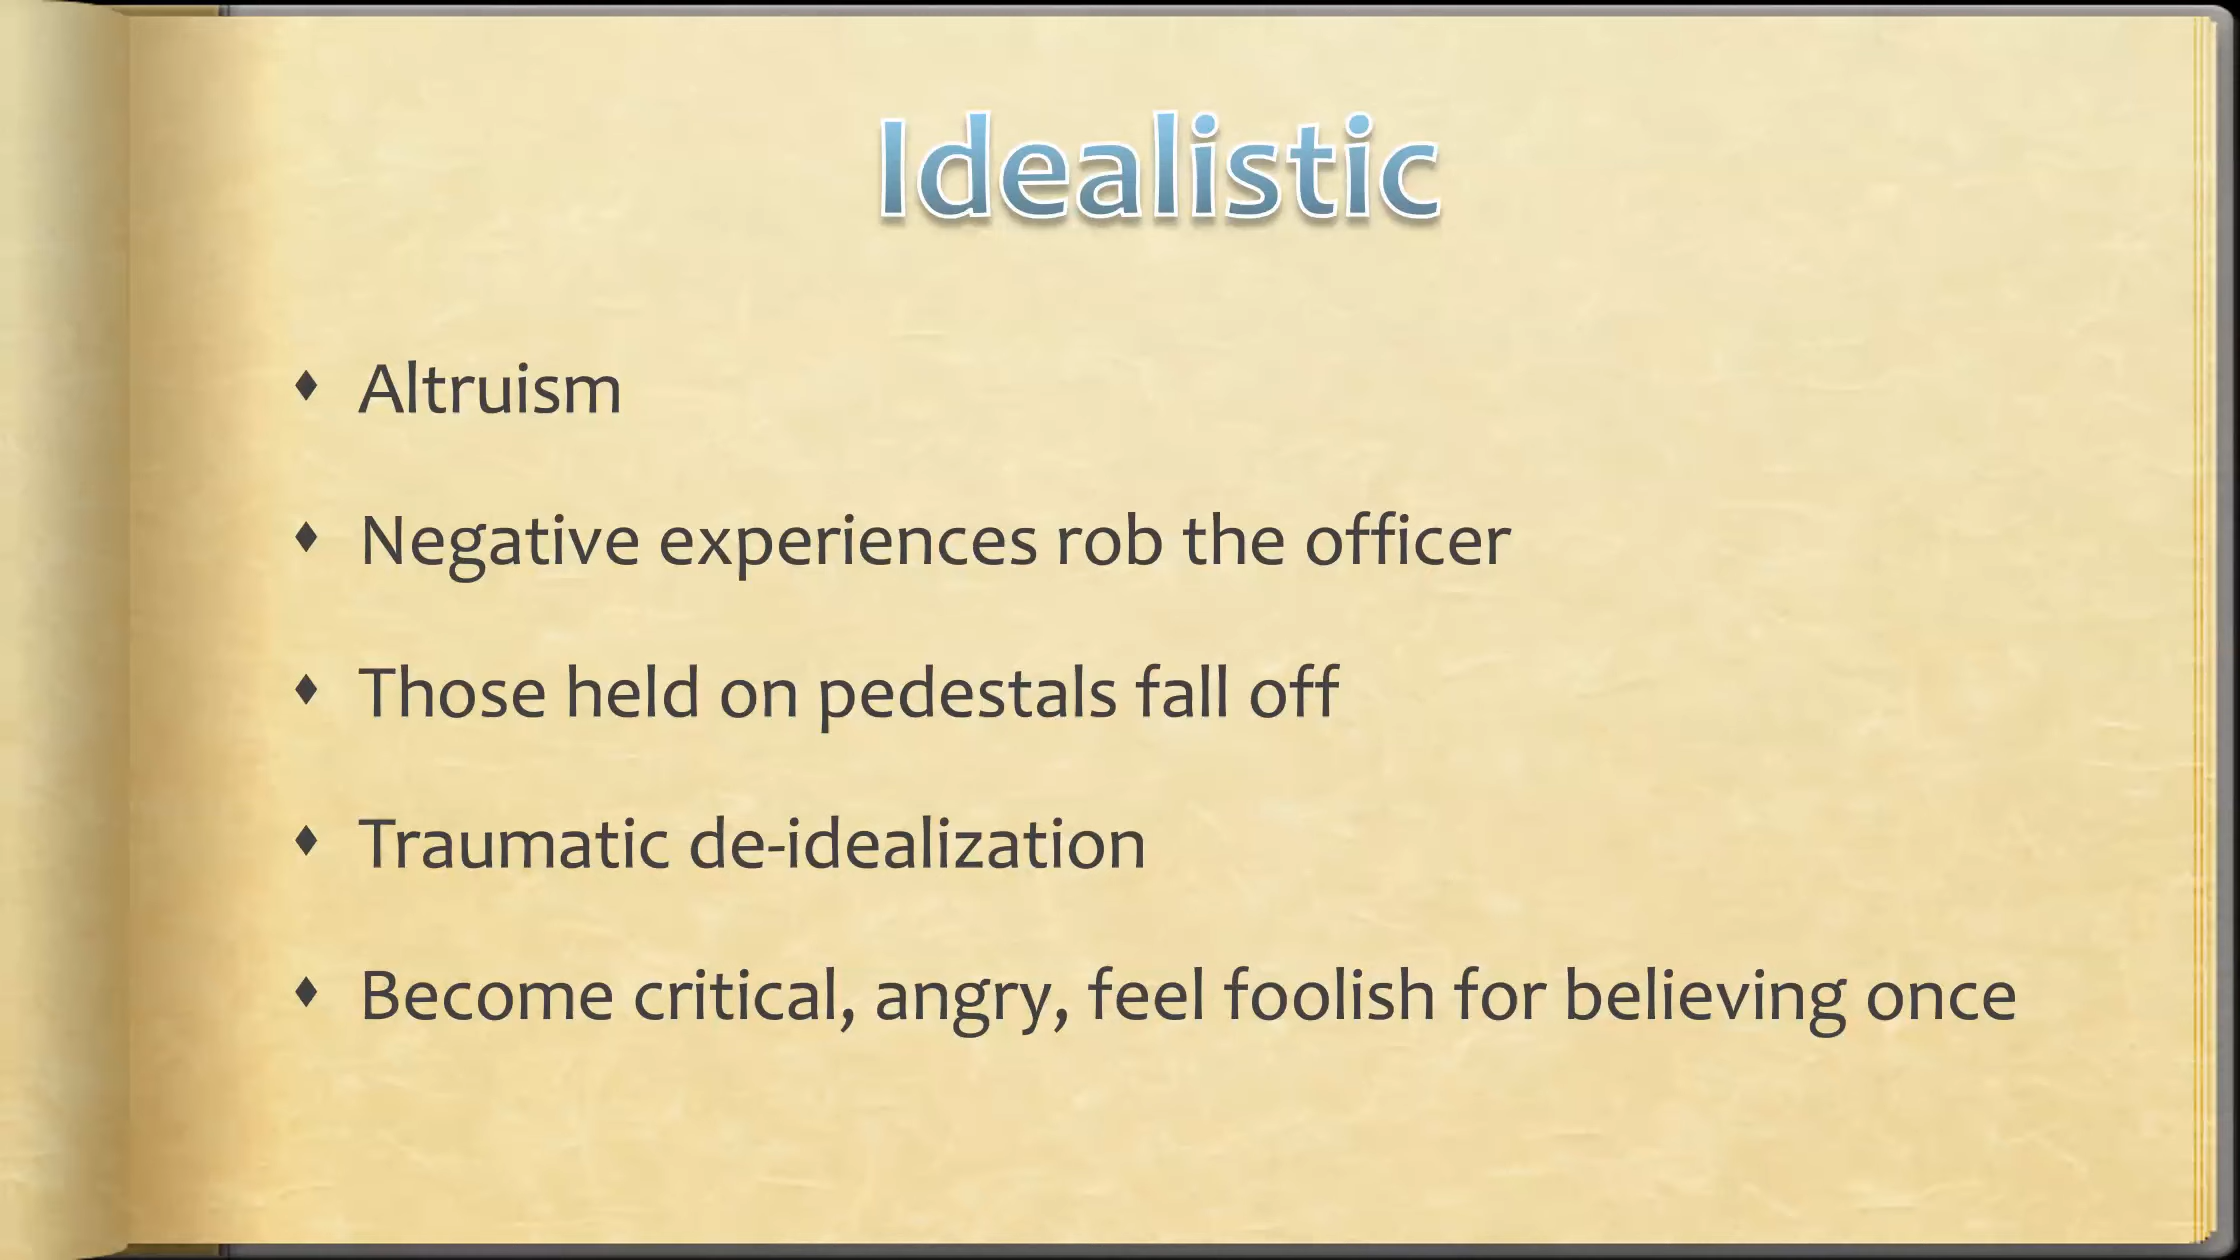 Idealistic
Altruism
Negative experiences rob the officer
Those held on pedestals fall off
Traumatic de-idealization
Become critical, angry, feel foolish for believing once